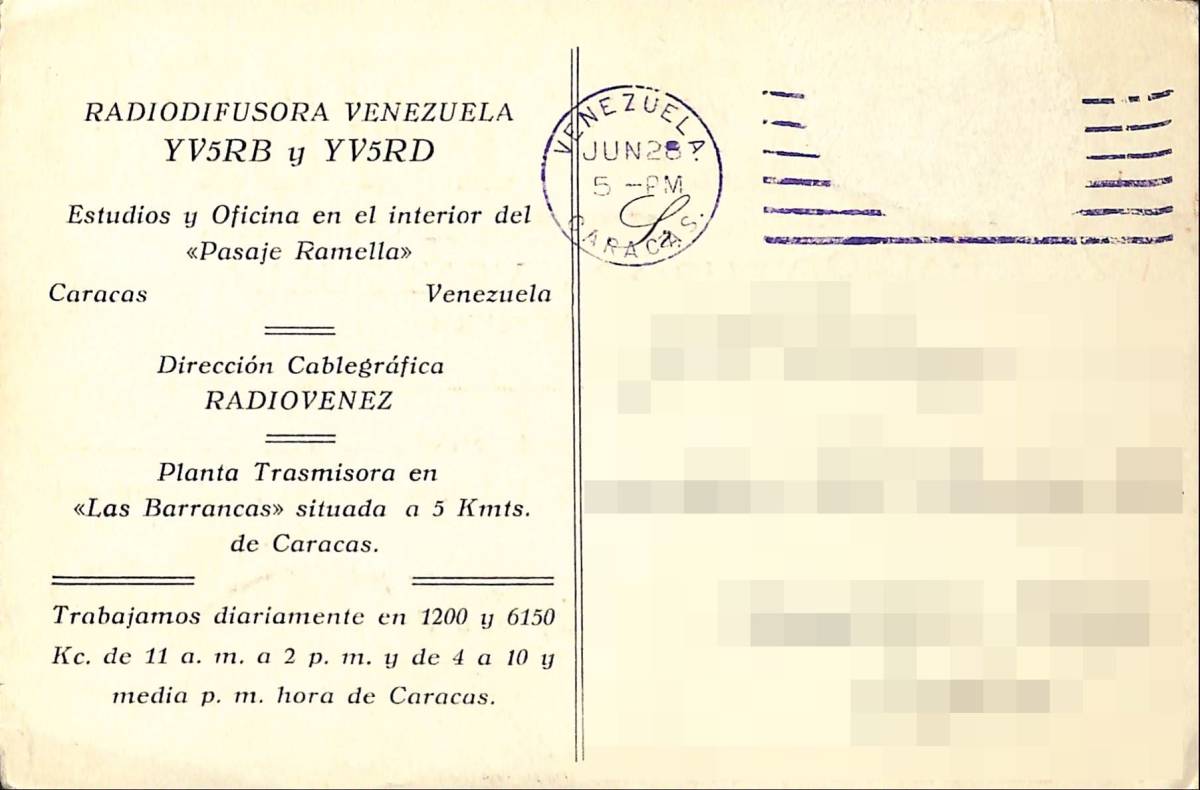 RADIODIFUSORA VENEZUELA
YV5RB y YV5RD
Estudios y Oficina en el interior del
«Pasaje Ramella»
Caracas Venezuela
Dirección Cablegráfica
RADIOVENEZ
Planta Trasmisora en
«Las Barrancas» situada a 5 Kmts.
de Caracas.
Trabajamos diariamente en 1200 y 6150
Kc. de 11 a. m. a 2 p. m. y de 4 a 10 y
media p. m. hora de Caracas.
VENEZUELA
JUN 28
5 - PM
CARACAS.